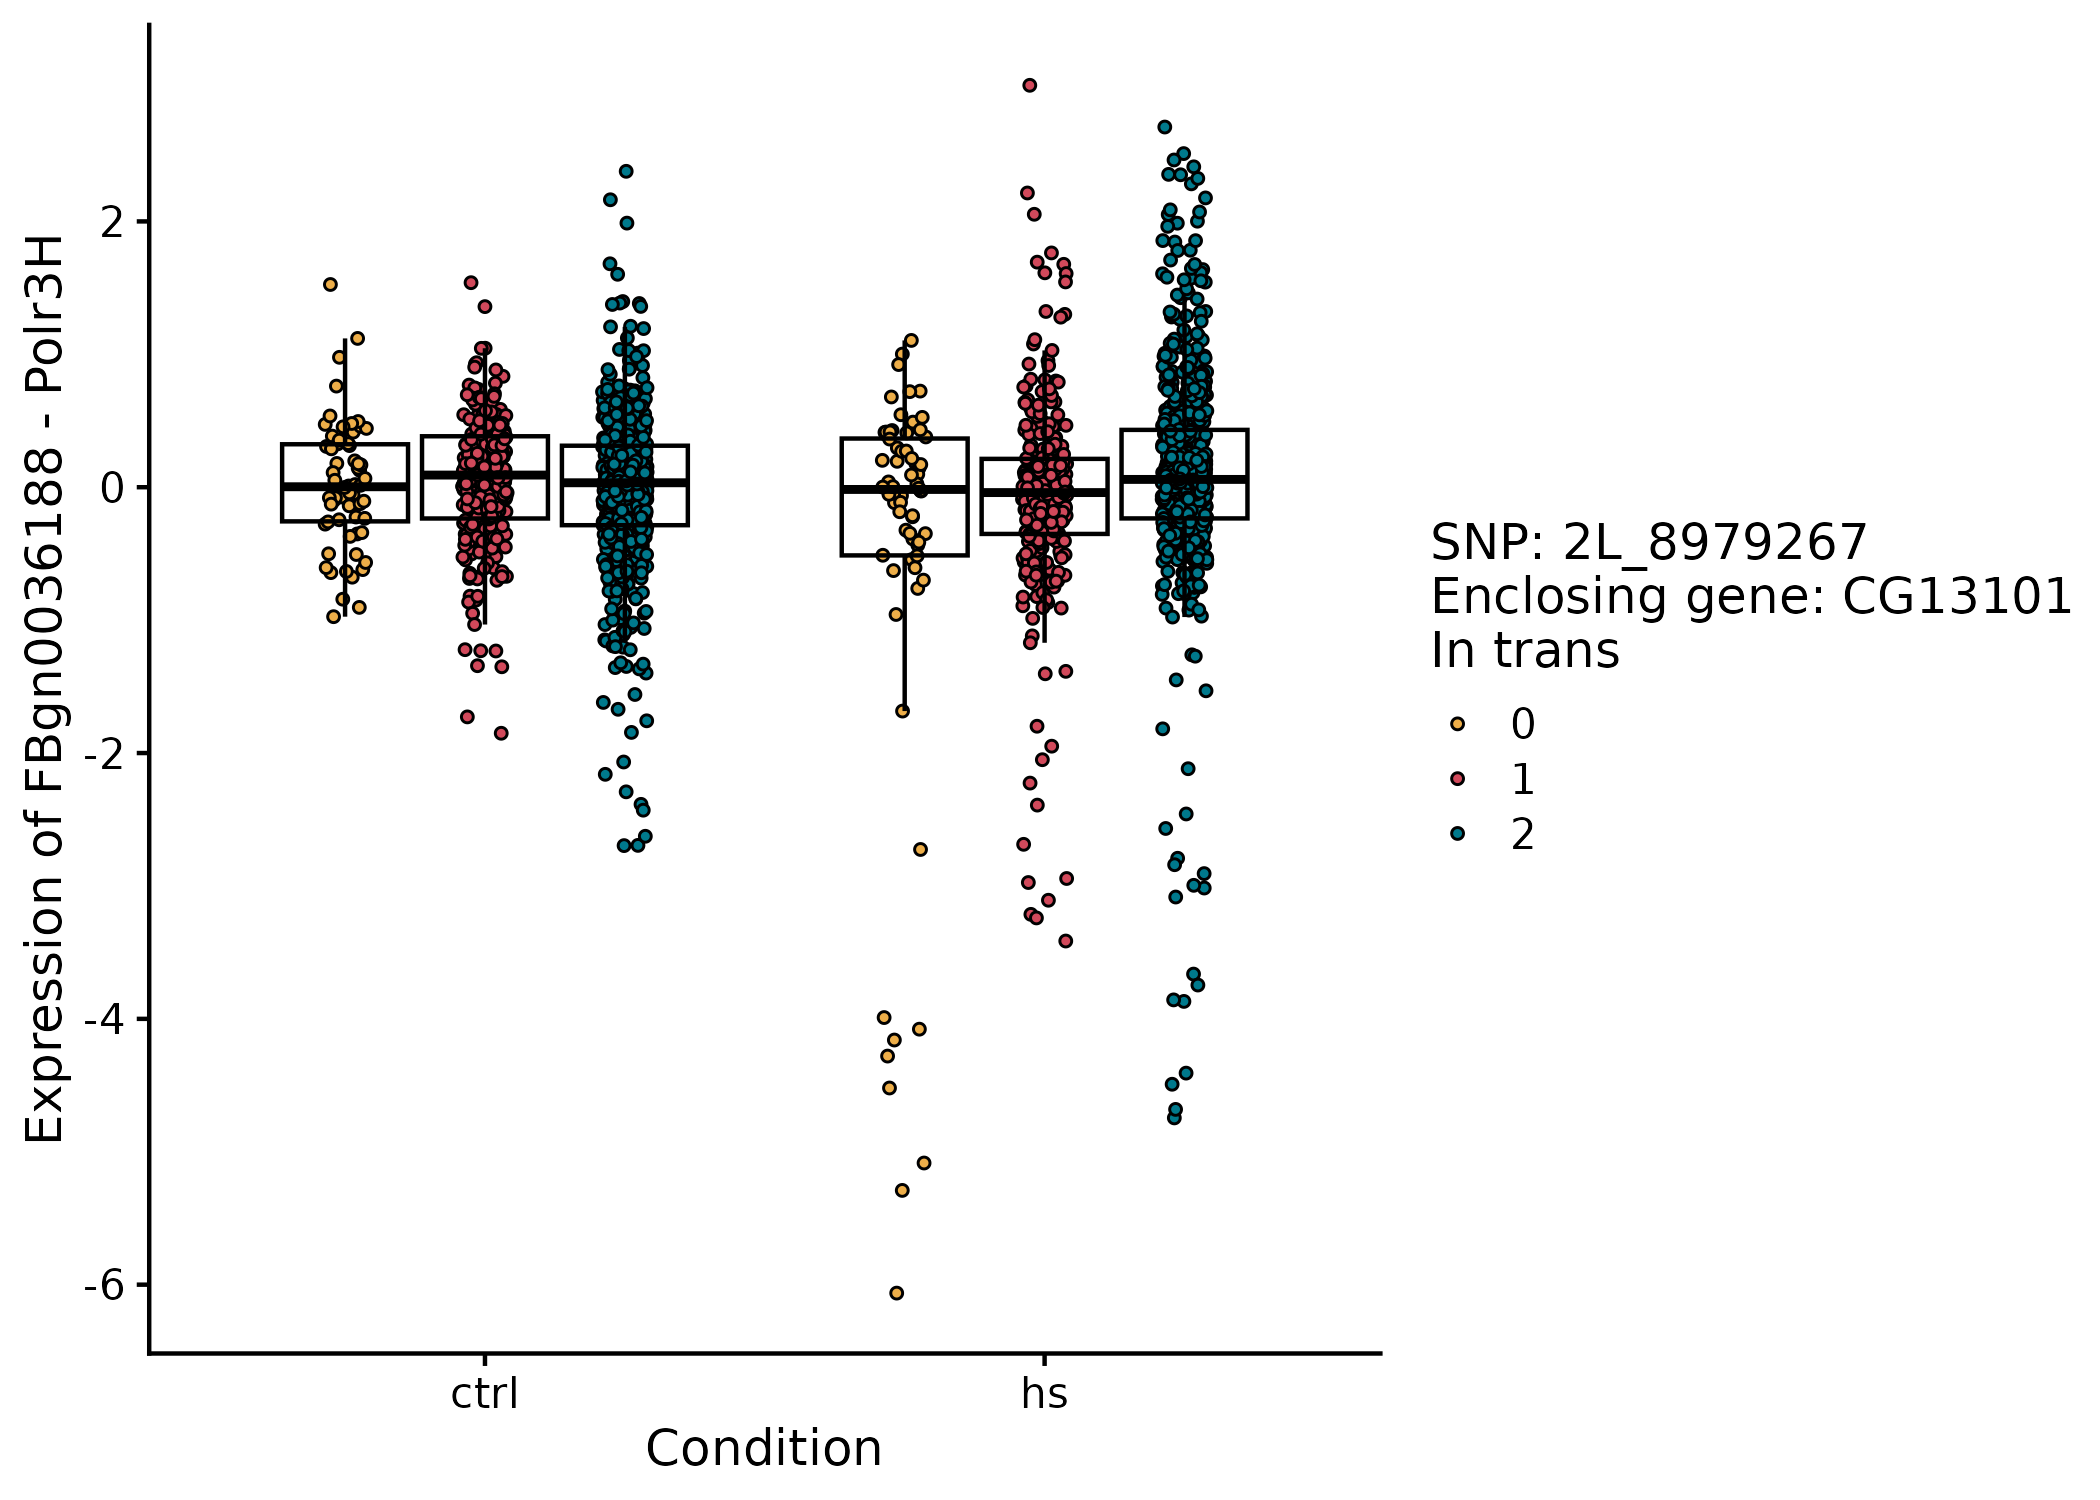 Expression of FBgn0036188 - Polr3H
2
0
-2
-4
-6
ctrl
hs
Condition
SNP: 2L_8979267
Enclosing gene: CG13101
In trans
0
1
2